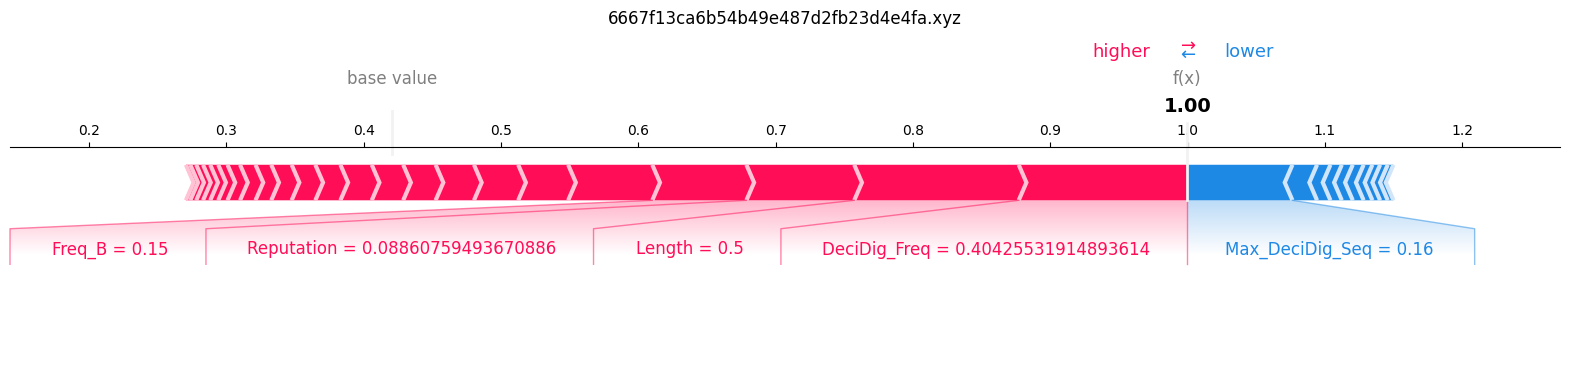 6667f13ca6b54b49e487d2fb23d4e4fa.xyz
higher ⇄ lower
base value f(x)
1.00
0.2 0.3 0.4 0.5 0.6 0.7 0.8 0.9 1.0 1.1 1.2
Freq_B = 0.15 Reputation = 0.08860759493670886 Length = 0.5 DeciDig_Freq = 0.40425531914893614 Max_DeciDig_Seq = 0.16